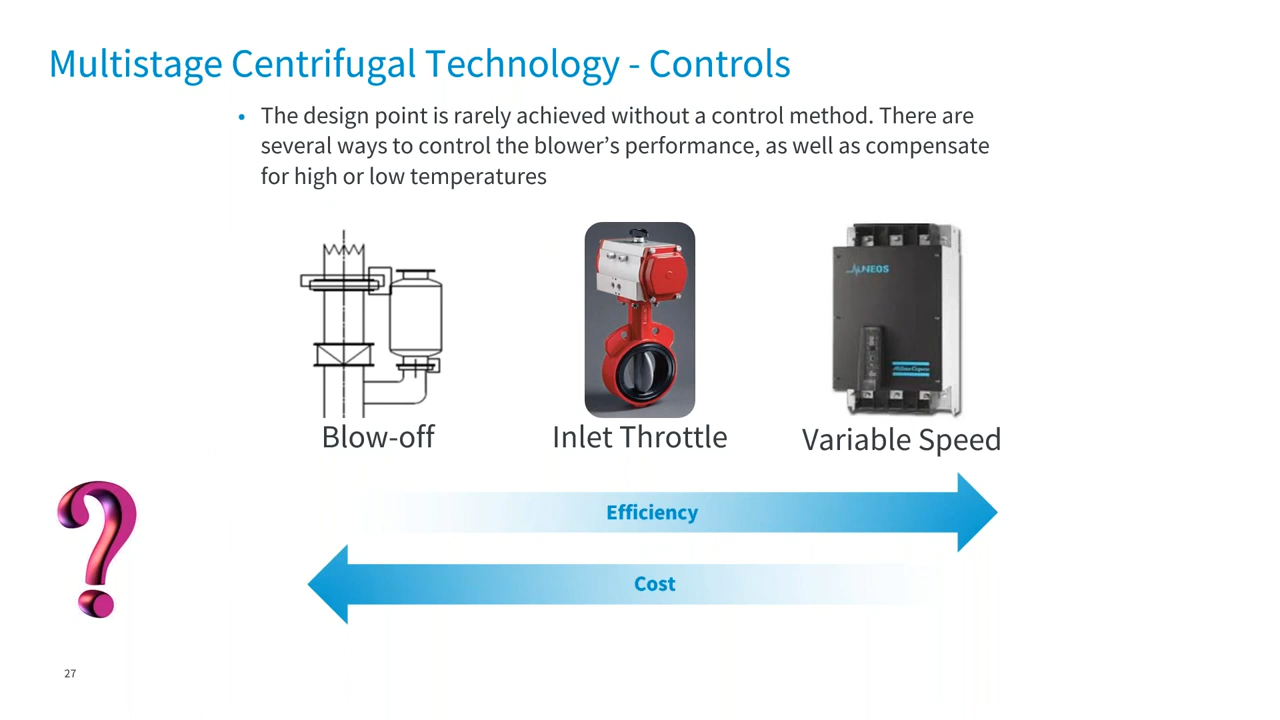 Multistage Centrifugal Technology - Controls
• The design point is rarely achieved without a control method. There are
several ways to control the blower’s performance, as well as compensate
for high or low temperatures
NEOS
Atlas Copco
Blow-off
Inlet Throttle
Variable Speed
Efficiency
Cost
27